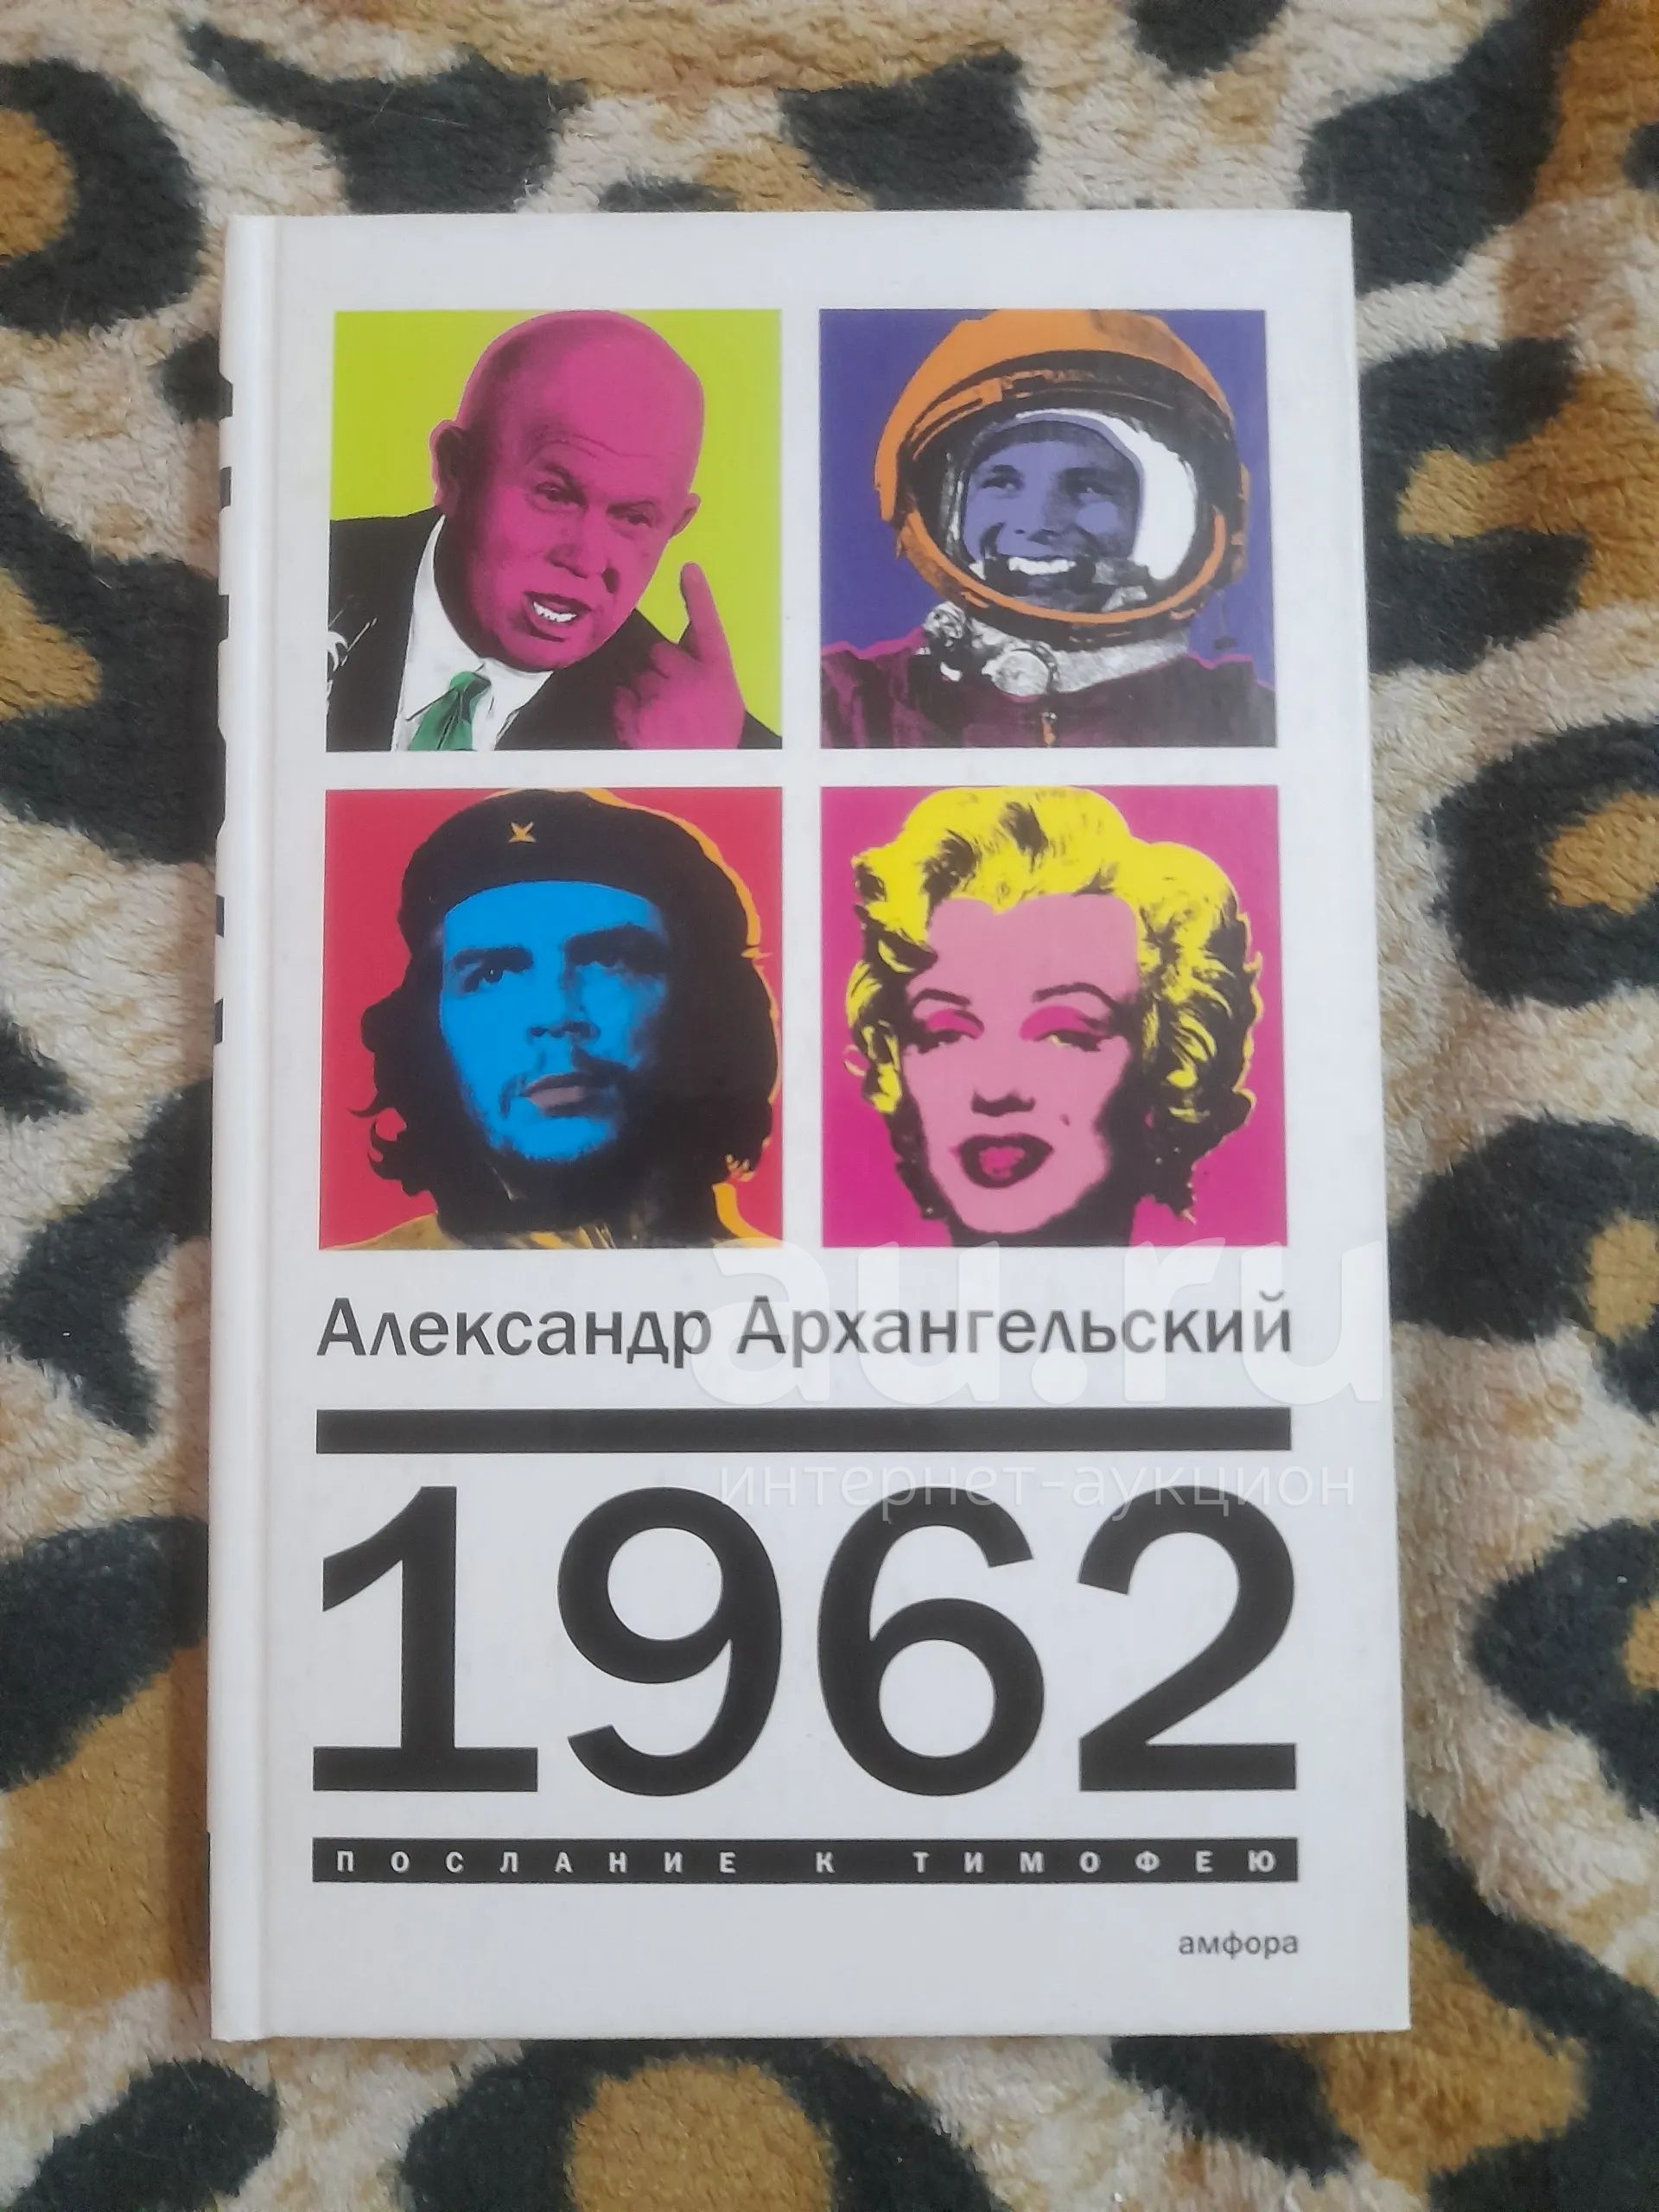 Александр Архангельский
au.ru
интернет-аукцион
1962
ПОСЛАНИЕ К ТИМОФЕЮ
амфора